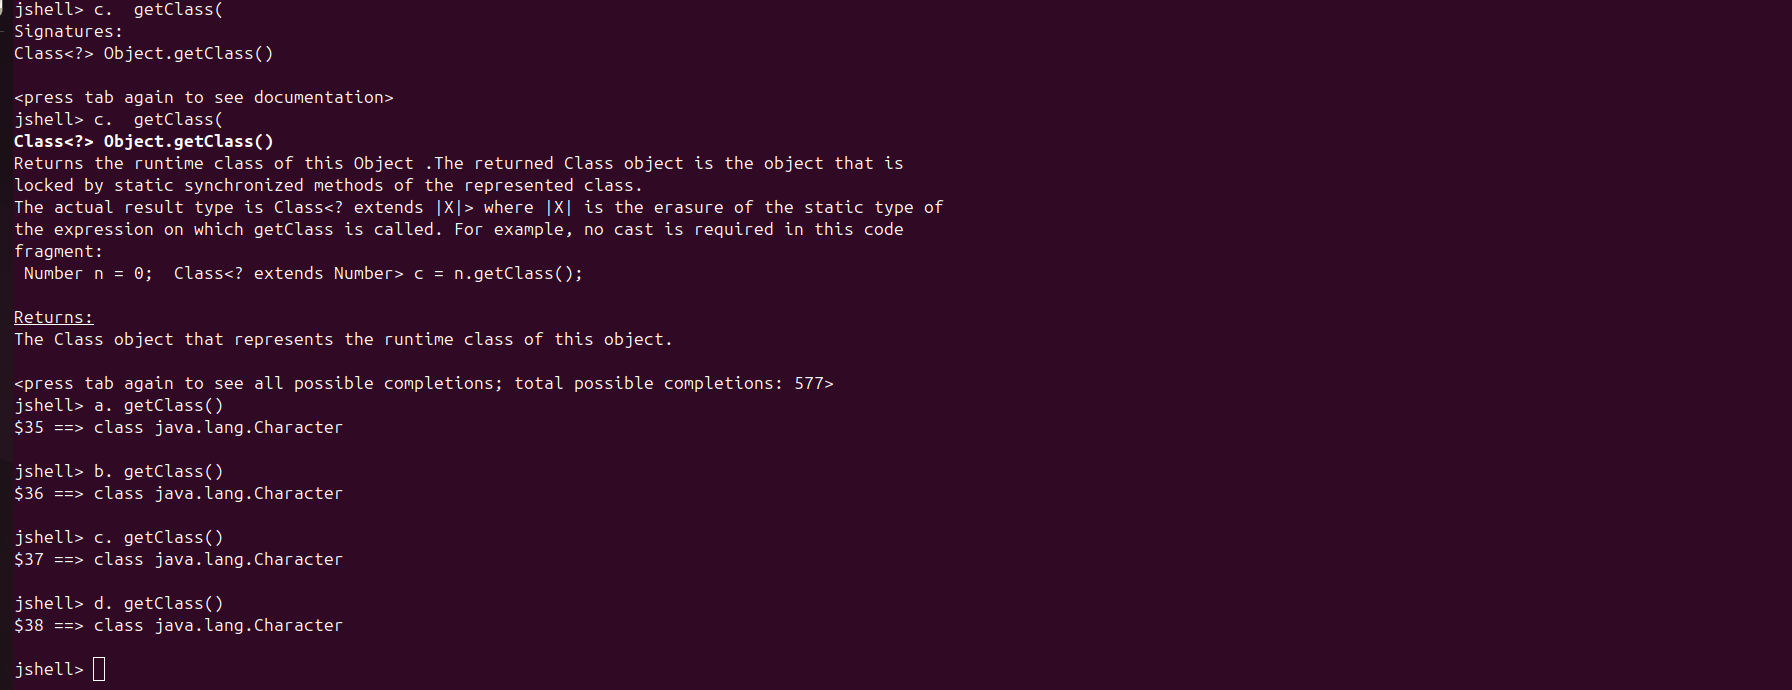 jshell> c.  getClass(
Signatures:
Class<?> Object.getClass()
<press tab again to see documentation>
jshell> c.  getClass(
Class<?> Object.getClass()
Returns the runtime class of this Object .The returned Class object is the object that is
locked by static synchronized methods of the represented class.
The actual result type is Class<? extends |X|> where |X| is the erasure of the static type of
the expression on which getClass is called. For example, no cast is required in this code
fragment:
 Number n = 0;  Class<? extends Number> c = n.getClass();
Returns:
The Class object that represents the runtime class of this object.
<press tab again to see all possible completions; total possible completions: 577>
jshell> a. getClass()
$35 ==> class java.lang.Character
jshell> b. getClass()
$36 ==> class java.lang.Character
jshell> c. getClass()
$37 ==> class java.lang.Character
jshell> d. getClass()
$38 ==> class java.lang.Character
jshell>